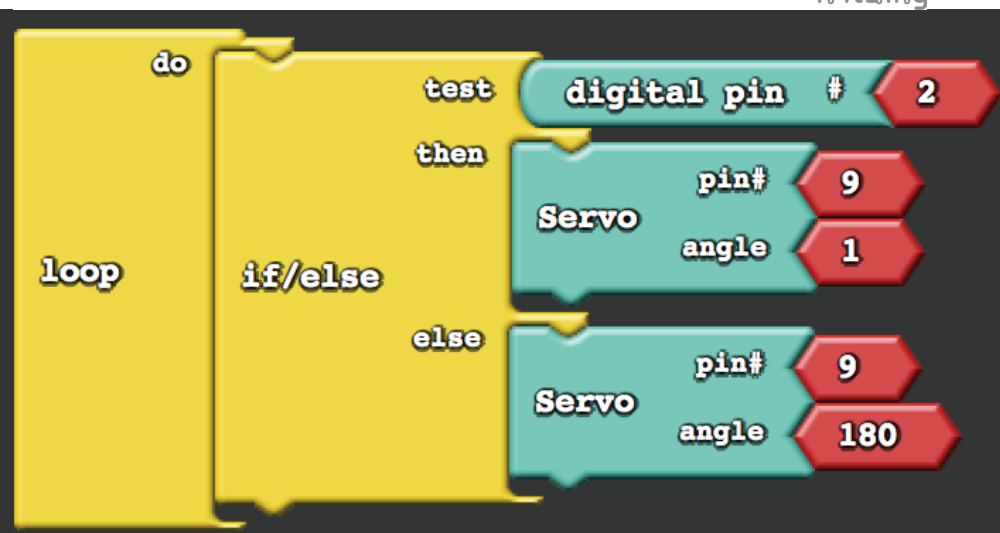 do
test digital pin # 2
then
Servo pin# 9
angle 1
loop
if/else
else
Servo pin# 9
angle 180